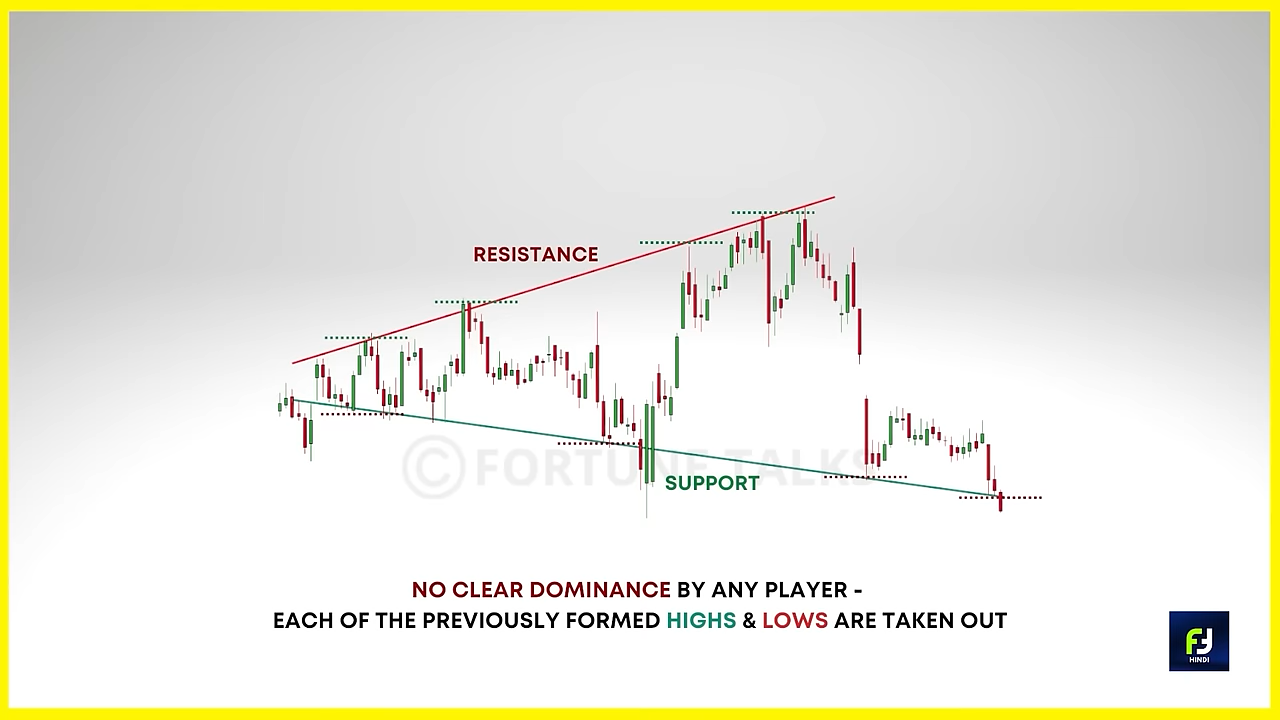 RESISTANCE
© FORTUNE TALKS
SUPPORT
NO CLEAR DOMINANCE BY ANY PLAYER -
EACH OF THE PREVIOUSLY FORMED HIGHS & LOWS ARE TAKEN OUT
HINDI